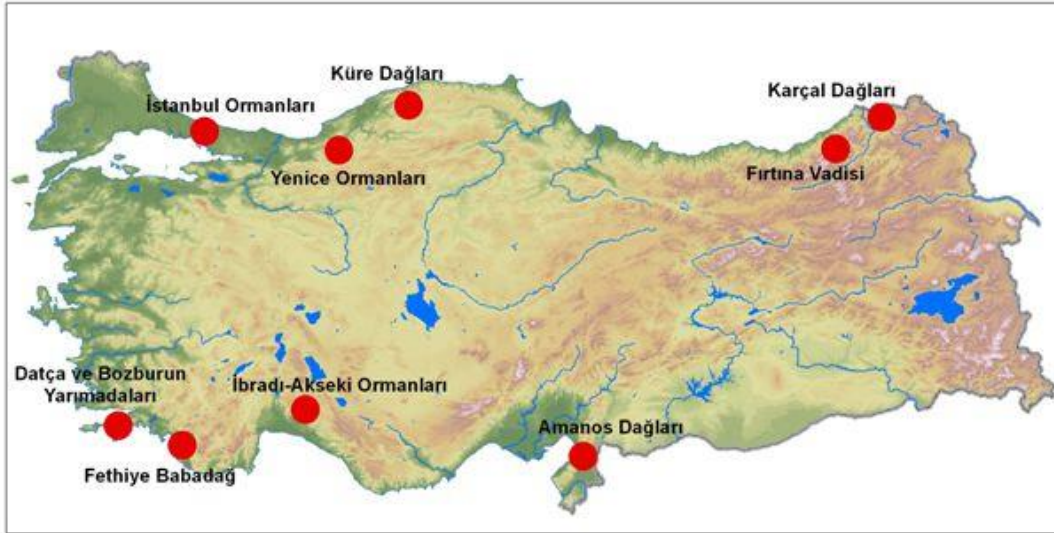 Küre Dağları
Karçal Dağları
İstanbul Ormanları
Yenice Ormanları
Fırtına Vadisi
Datça ve Bozburun
Yarımadaları
İbradı-Akseki Ormanları
Amanos Dağları
Fethiye Babadağ